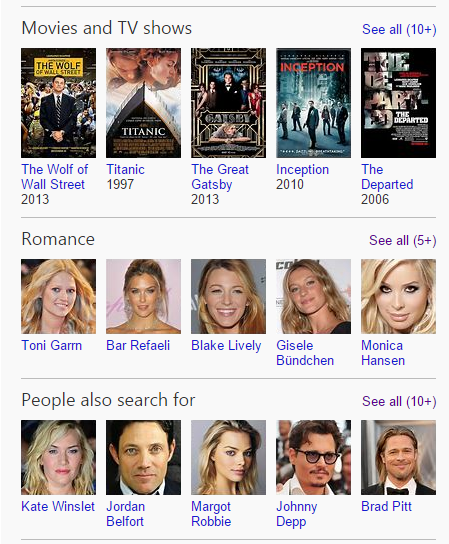 Movies and TV shows
See all (10+)
THE WOLF
OF WALL STREET
TITANIC
GATSBY
INCEPTION
THE
DEPARTED
The Wolf of
Wall Street
2013
Titanic
1997
The Great
Gatsby
2013
Inception
2010
The
Departed
2006
Romance
See all (5+)
Toni Garrn
Bar Refaeli
Blake Lively
Gisele
Bündchen
Monica
Hansen
People also search for
See all (10+)
Kate Winslet
Jordan
Belfort
Margot
Robbie
Johnny
Depp
Brad Pitt